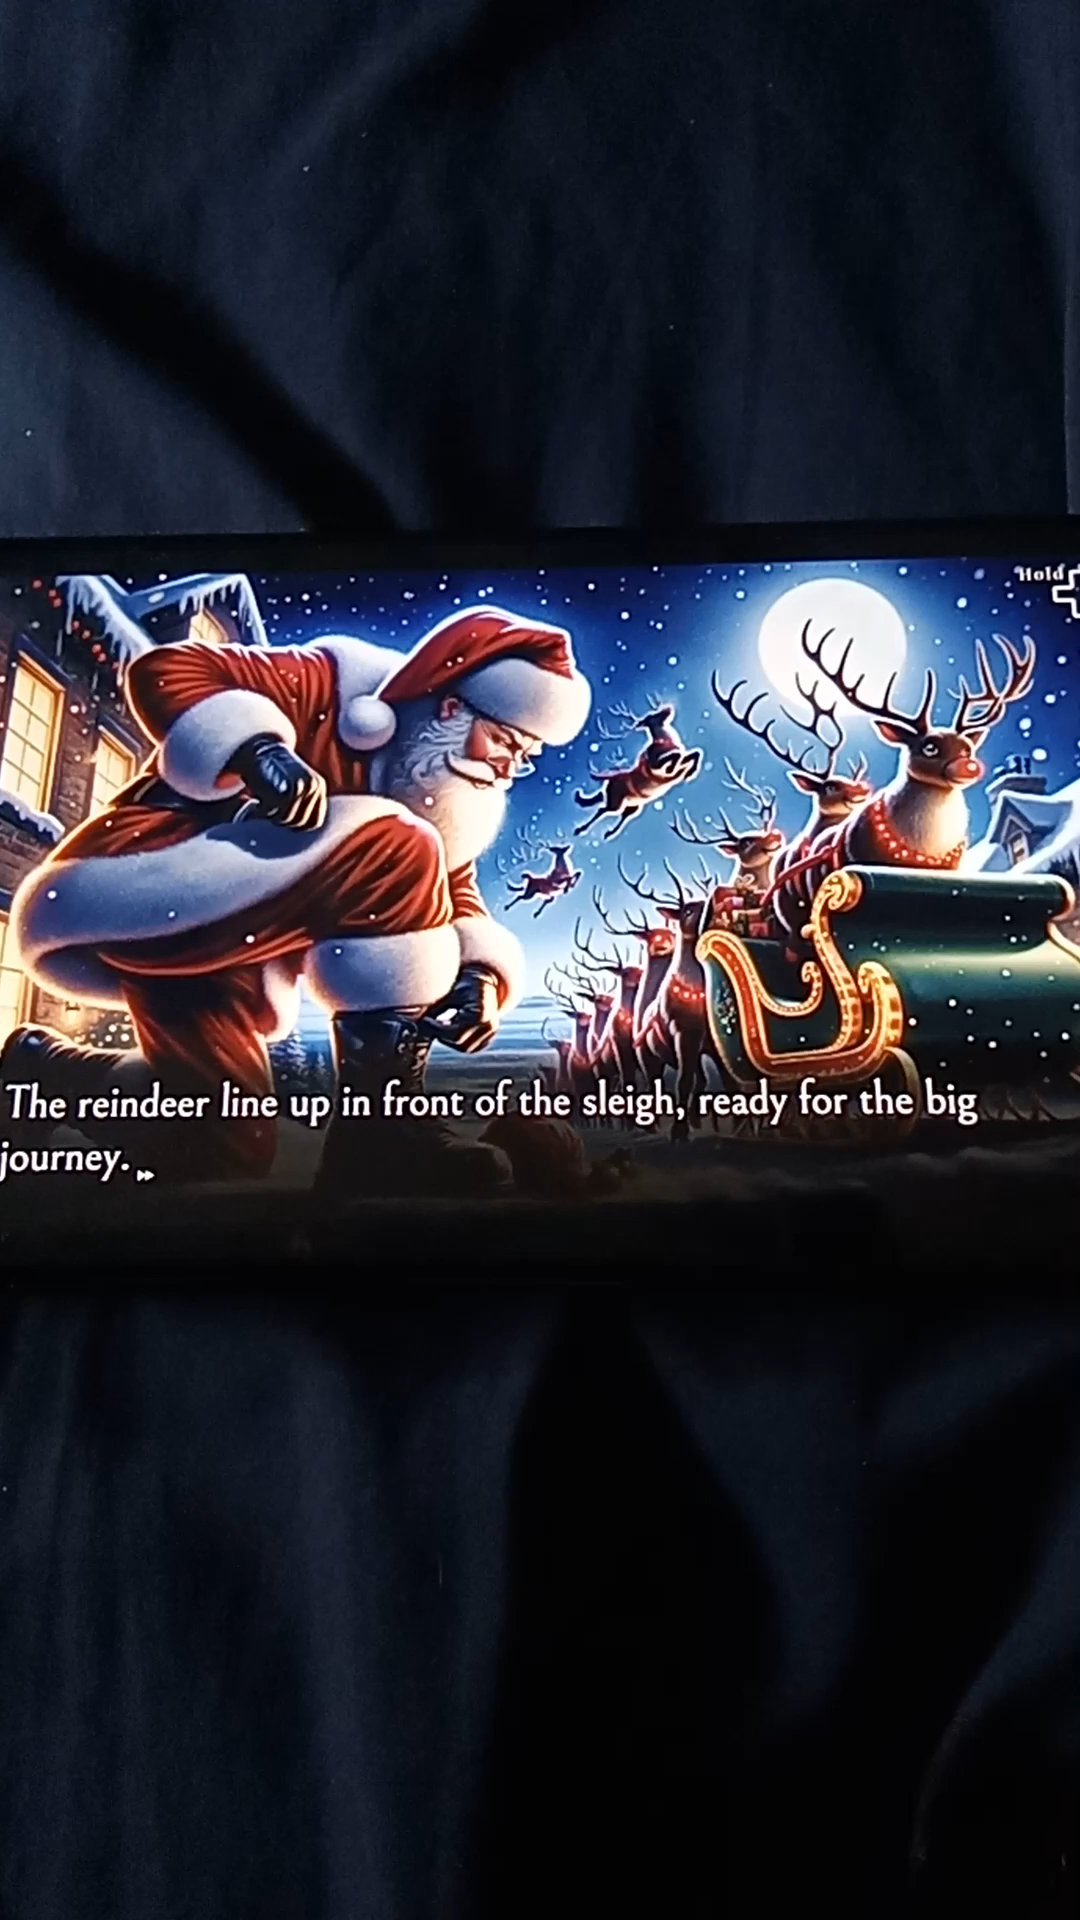 Hold
The reindeer line up in front of the sleigh, ready for the big
journey.